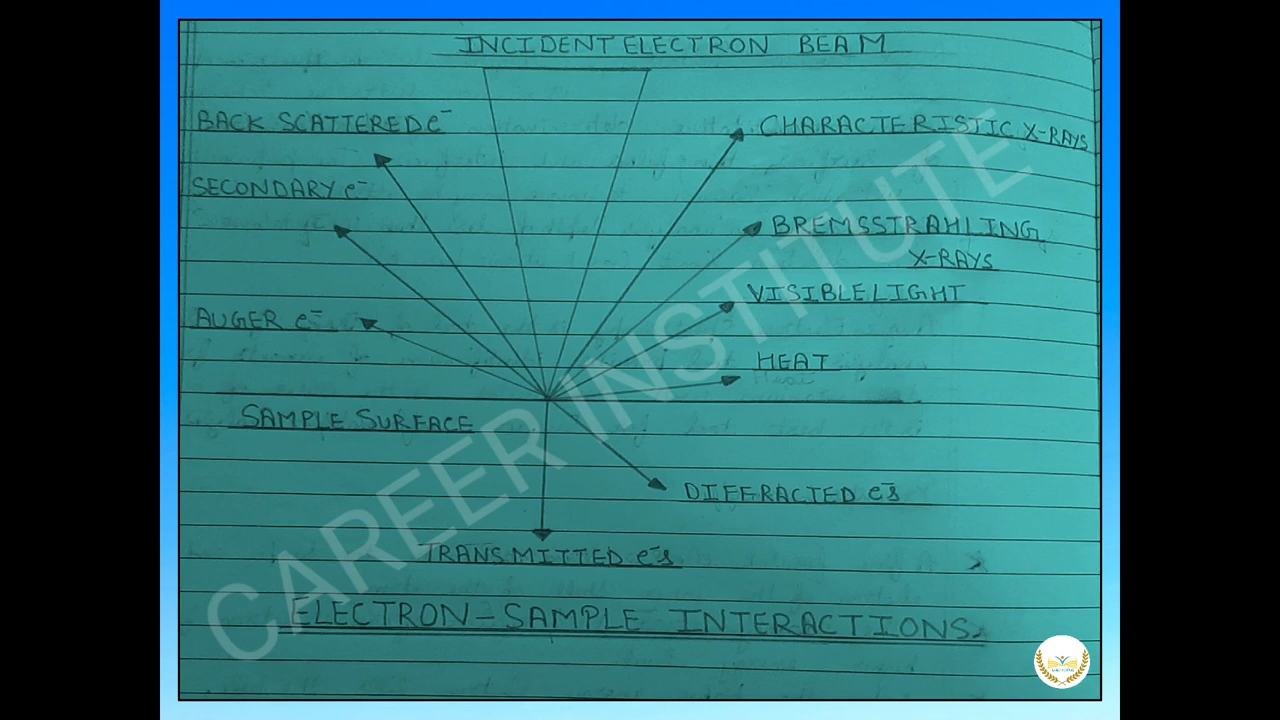 INCIDENT ELECTRON BEAM
BACK SCATTERED e⁻
CHARACTERISTIC X-RAYS
SECONDARY e⁻
BREMSSTRAHLING
X-RAYS
VISIBLE LIGHT
AUGER e⁻
HEAT
SAMPLE SURFACE
DIFFRACTED e⁻s
TRANSMITTED e⁻s
ELECTRON-SAMPLE INTERACTIONS.
CAREER INSTITUTE